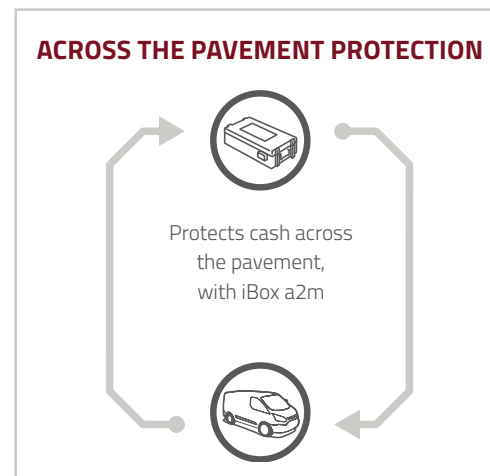 ACROSS THE PAVEMENT PROTECTION
Protects cash across
the pavement,
with iBox a2m